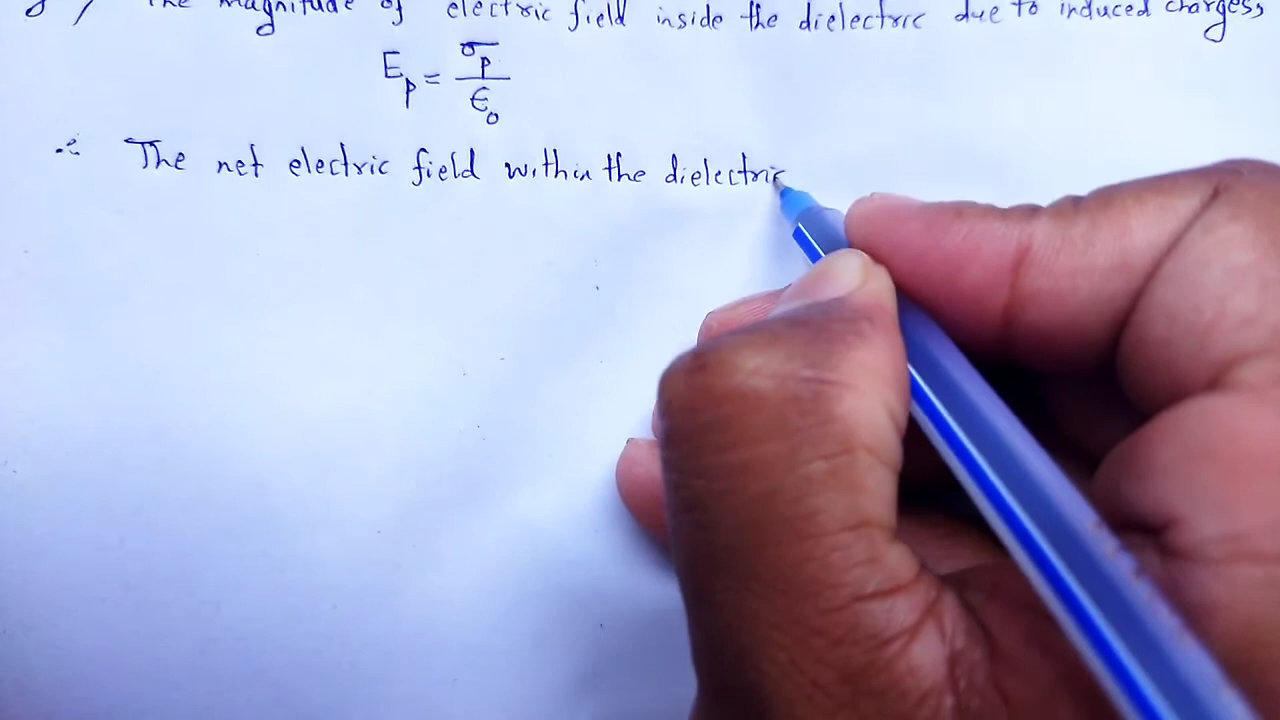 The magnitude of electric field inside the dielectric due to induced charges,
Ep = σp / ϵ0
∴ The net electric field within the dielectric